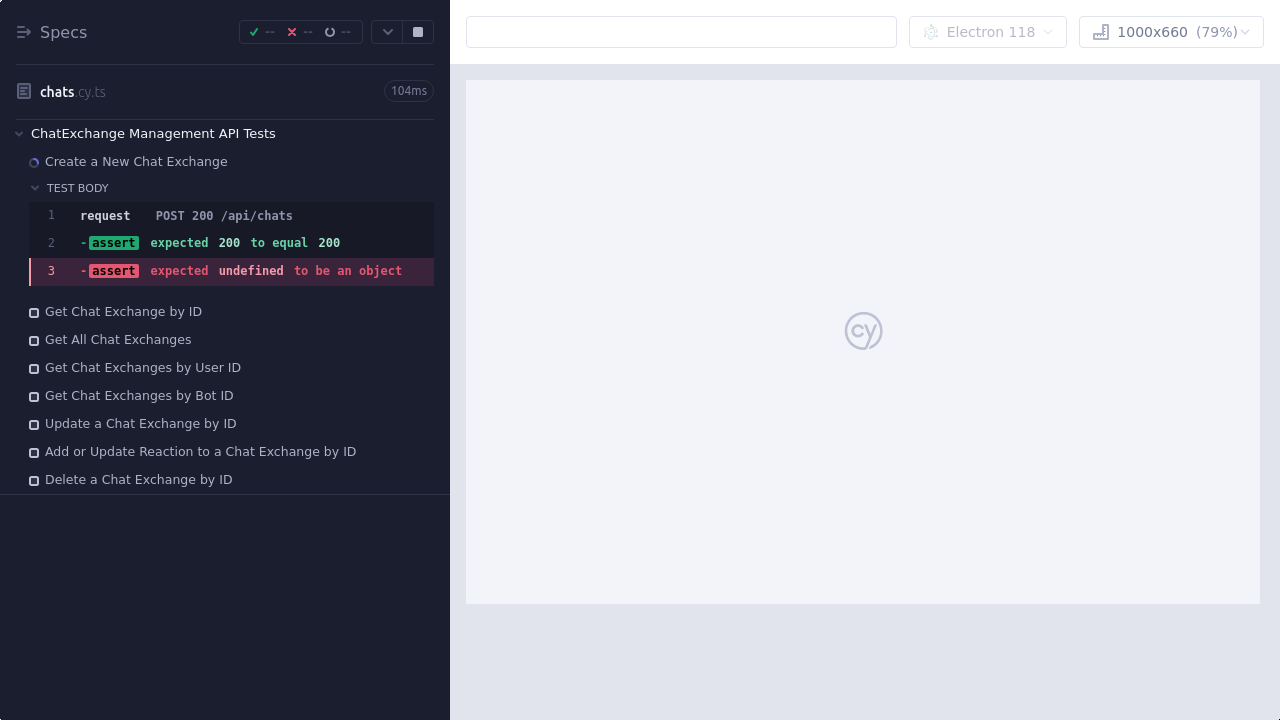 Specs
-- -- --
chats.cy.ts 104ms
ChatExchange Management API Tests
Create a New Chat Exchange
TEST BODY
1 request POST 200 /api/chats
2 -assert expected 200 to equal 200
3 -assert expected undefined to be an object
Get Chat Exchange by ID
Get All Chat Exchanges
Get Chat Exchanges by User ID
Get Chat Exchanges by Bot ID
Update a Chat Exchange by ID
Add or Update Reaction to a Chat Exchange by ID
Delete a Chat Exchange by ID
Electron 118
1000x660 (79%)
cy